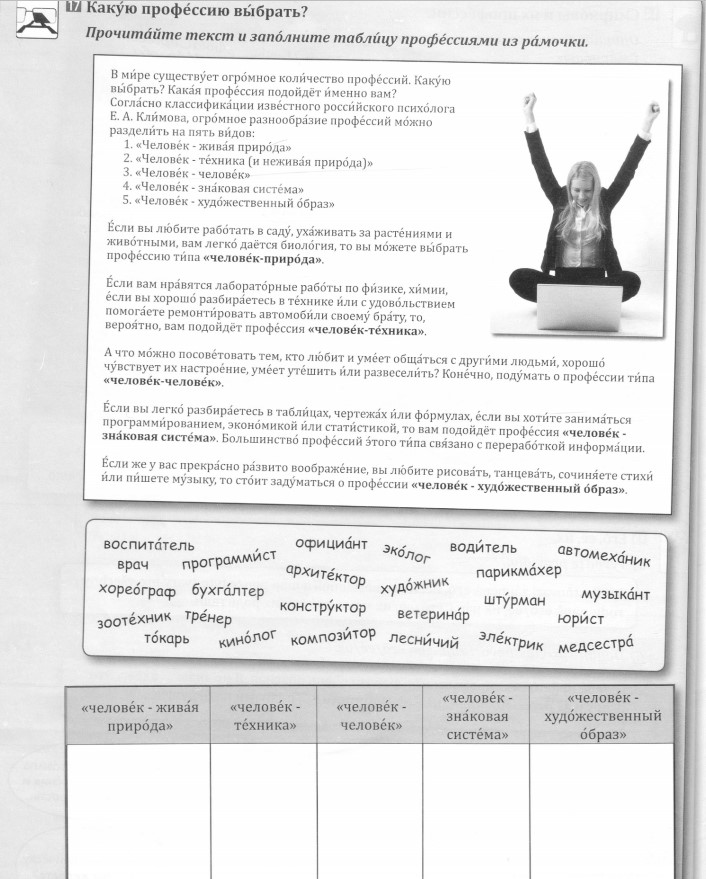 17 Каку́ю профе́ссию вы́брать?
Прочита́йте текст и запо́лните табли́цу профе́ссиями из ра́мочки.
В ми́ре существу́ет огро́мное коли́чество профе́ссий. Каку́ю
вы́брать? Кака́я профе́ссия подойдёт и́менно вам?
Согла́сно классифика́ции изве́стного росси́йского психо́лога
Е. А. Кли́мова, огро́мное разнообра́зие профе́ссий мо́жно
раздели́ть на пять ви́дов:
1. «Челове́к - жива́я приро́да»
2. «Челове́к - те́хника (и нежива́я приро́да)»
3. «Челове́к - челове́к»
4. «Челове́к - зна́ковая систе́ма»
5. «Челове́к - худо́жественный о́браз»
Е́сли вы лю́бите рабо́тать в саду́, уха́живать за расте́ниями и
живо́тными, вам легко́ даётся биоло́гия, то вы мо́жете вы́брать
профе́ссию ти́па «челове́к-приро́да».
Е́сли вам нра́вятся лаборато́рные рабо́ты по фи́зике, хи́мии,
е́сли вы хорошо́ разбира́етесь в те́хнике и́ли с удово́льствием
помога́ете ремонти́ровать автомоби́ли своему́ бра́ту, то,
вероя́тно, вам подойдёт профе́ссия «челове́к-те́хника».
А что мо́жно посове́товать тем, кто лю́бит и уме́ет обща́ться с други́ми людьми́, хорошо́
чу́вствует их настрое́ние, уме́ет уте́шить и́ли развесели́ть? Коне́чно, поду́мать о профе́ссии ти́па
«челове́к-челове́к».
Е́сли вы легко́ разбира́етесь в табли́цах, чертежа́х и́ли фо́рмулах, е́сли вы хоти́те занима́ться
программи́рованием, эконо́микой и́ли стати́стикой, то вам подойдёт профе́ссия «челове́к -
зна́ковая систе́ма». Большинство́ профе́ссий э́того ти́па свя́зано с перерабо́ткой информа́ции.
Е́сли же у вас прекра́сно ра́звито воображе́ние, вы лю́бите рисова́ть, танцева́ть, сочиня́ете стихи́
и́ли пи́шете му́зыку, то сто́ит заду́маться о профе́ссии «челове́к - худо́жественный о́браз».
воспита́тель официа́нт эко́лог води́тель автомеха́ник
врач программи́ст архите́ктор худо́жник парикма́хер
хорео́граф бухга́лтер констру́ктор ветерина́р шту́рман музыка́нт
зооте́хник тре́нер юри́ст
то́карь кино́лог компози́тор лесни́чий эле́ктрик медсестра́
«челове́к - жива́я приро́да»
«челове́к - те́хника»
«челове́к - челове́к»
«челове́к - зна́ковая систе́ма»
«челове́к - худо́жественный о́браз»